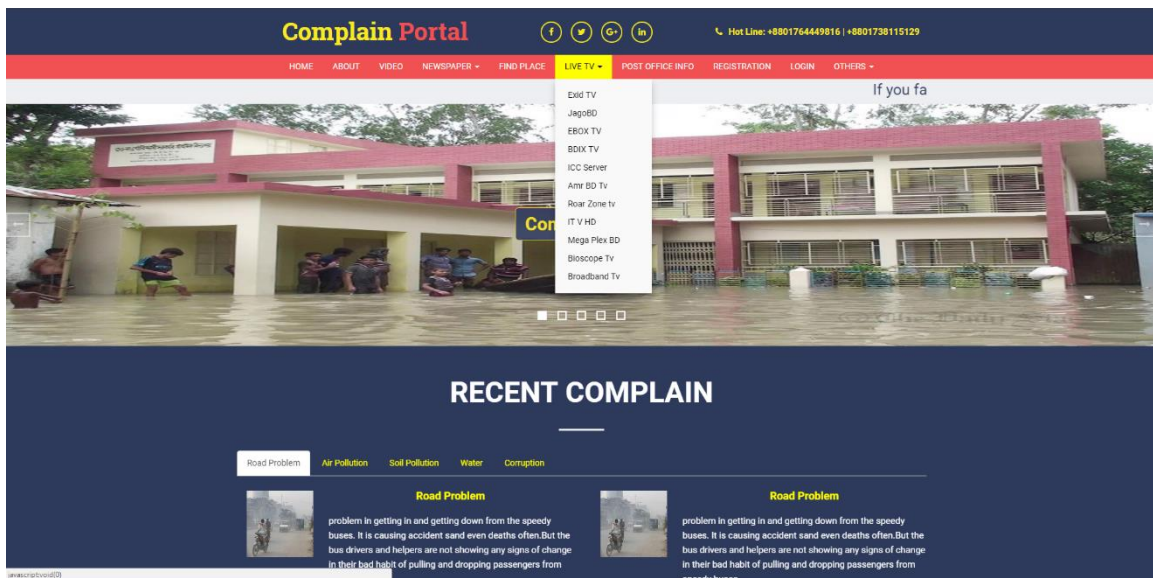 Complain Portal
Hot Line: +8801764449816 | +8801738115129
HOME ABOUT VIDEO NEWSPAPER FIND PLACE LIVE TV POST OFFICE INFO REGISTRATION LOGIN OTHERS
If you fa
Exid TV
JagoBD
EBOX TV
BDIX TV
ICC Server
Amr BD Tv
Roar Zone tv
IT V HD
Mega Plex BD
Bioscope Tv
Broadband Tv
Con
RECENT COMPLAIN
Road Problem Air Pollution Soil Pollution Water Corruption
Road Problem
problem in getting in and getting down from the speedy
buses. It is causing accident sand even deaths often.But the
bus drivers and helpers are not showing any signs of change
in their bad habit of pulling and dropping passengers from
Road Problem
problem in getting in and getting down from the speedy
buses. It is causing accident sand even deaths often.But the
bus drivers and helpers are not showing any signs of change
in their bad habit of pulling and dropping passengers from
speedy buses
javascript:void(0)